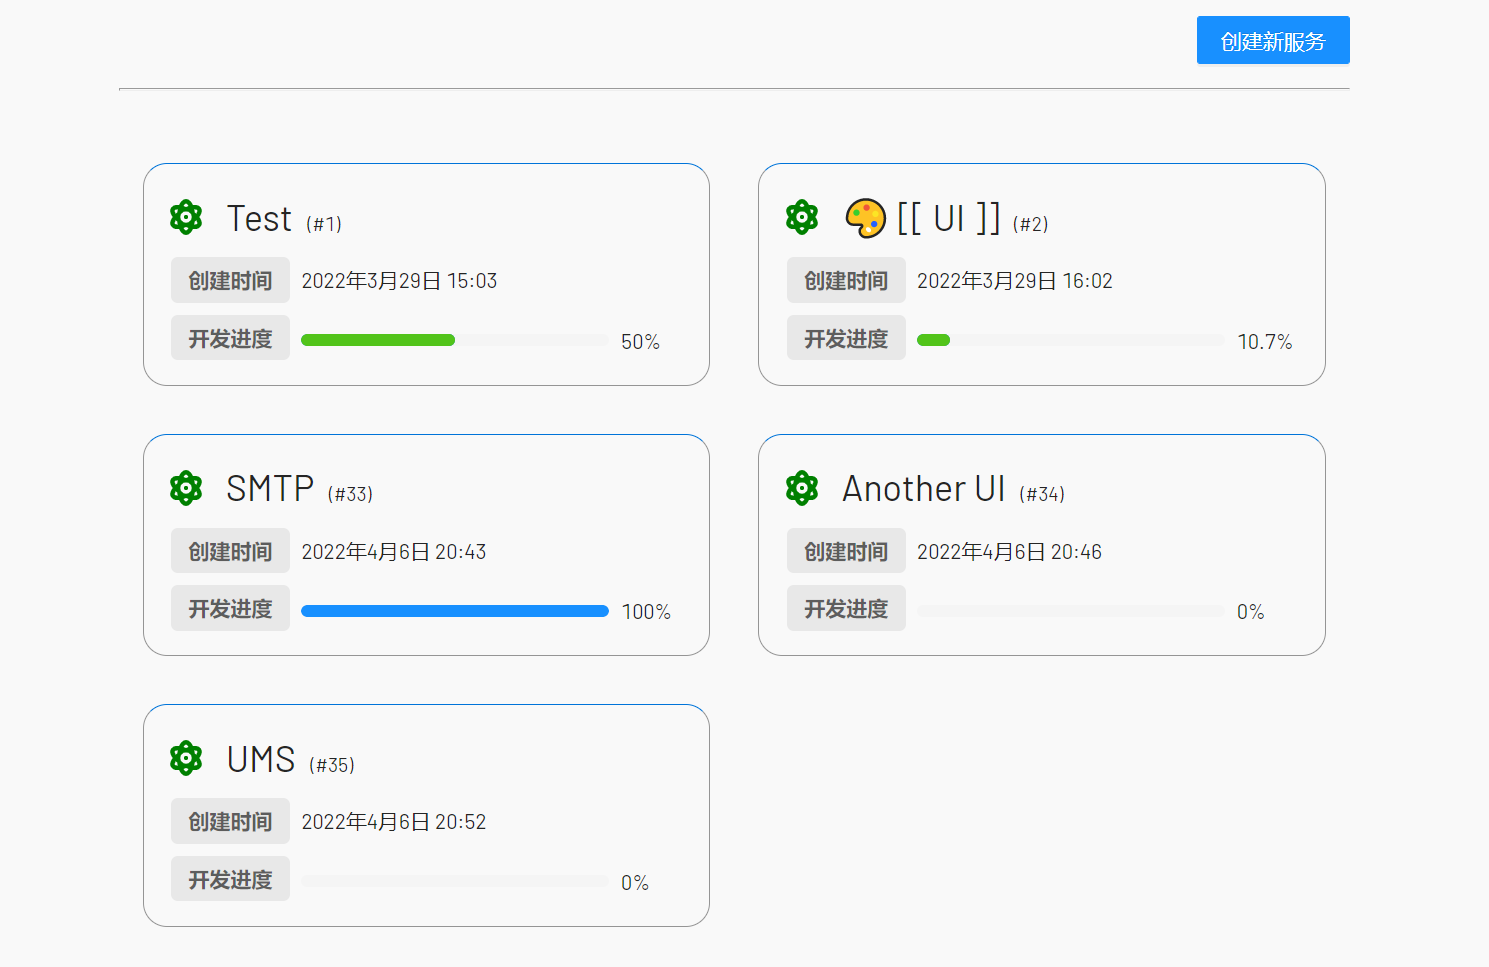 创建新服务
Test (#1)
创建时间 2022年3月29日 15:03
开发进度 50%
[[ UI ]] (#2)
创建时间 2022年3月29日 16:02
开发进度 10.7%
SMTP (#33)
创建时间 2022年4月6日 20:43
开发进度 100%
Another UI (#34)
创建时间 2022年4月6日 20:46
开发进度 0%
UMS (#35)
创建时间 2022年4月6日 20:52
开发进度 0%